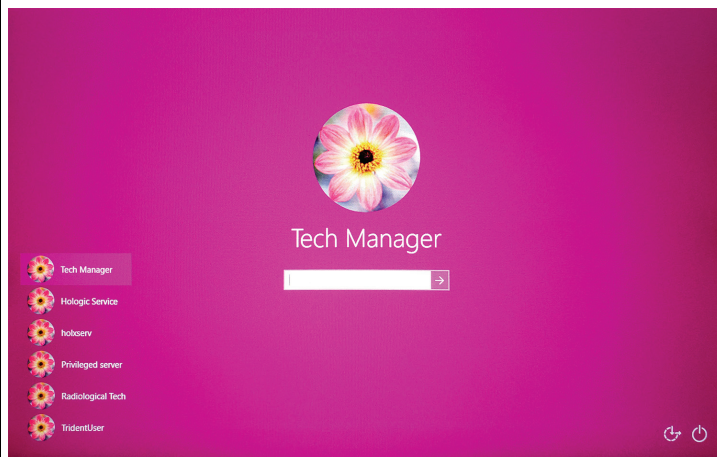 Tech Manager
Tech Manager
Hologic Service
holxserv
Privileged server
Radiological Tech
TridentUser